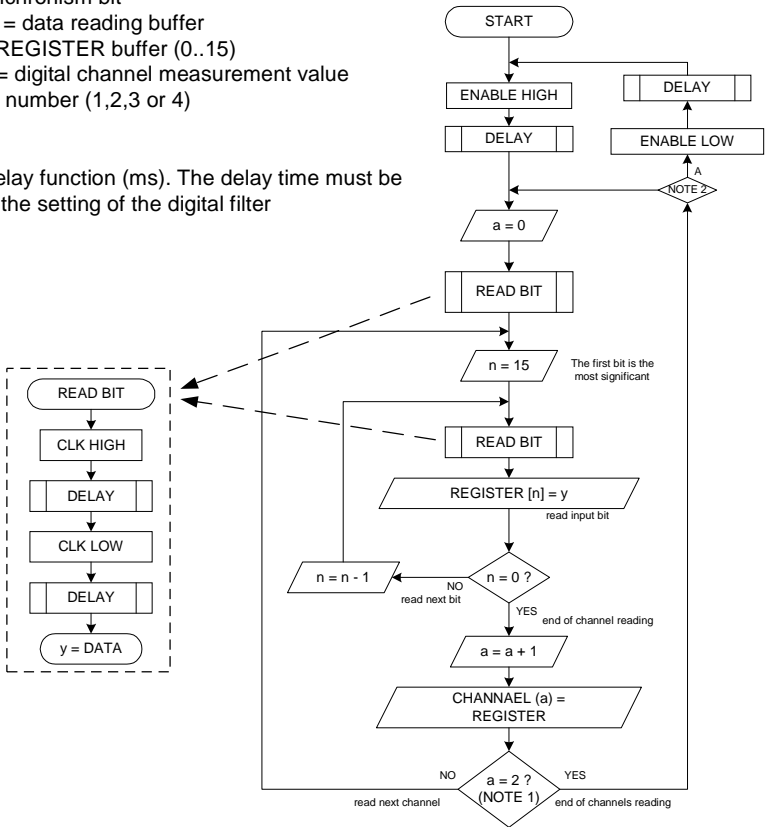 bit
= data reading buffer
REGISTER buffer (0..15)
= digital channel measurement value
number (1,2,3 or 4)
delay function (ms). The delay time must be
the setting of the digital filter
START
ENABLE HIGH
DELAY
DELAY
ENABLE LOW
A
NOTE 2
a = 0
READ BIT
n = 15
The first bit is the
most significant
READ BIT
REGISTER [n] = y
read input bit
n = n - 1
n = 0 ?
NO
read next bit
YES
end of channel reading
a = a + 1
CHANNAEL (a) =
REGISTER
NO
a = 2 ?
(NOTE 1)
YES
read next channel
end of channels reading
READ BIT
CLK HIGH
DELAY
CLK LOW
DELAY
y = DATA